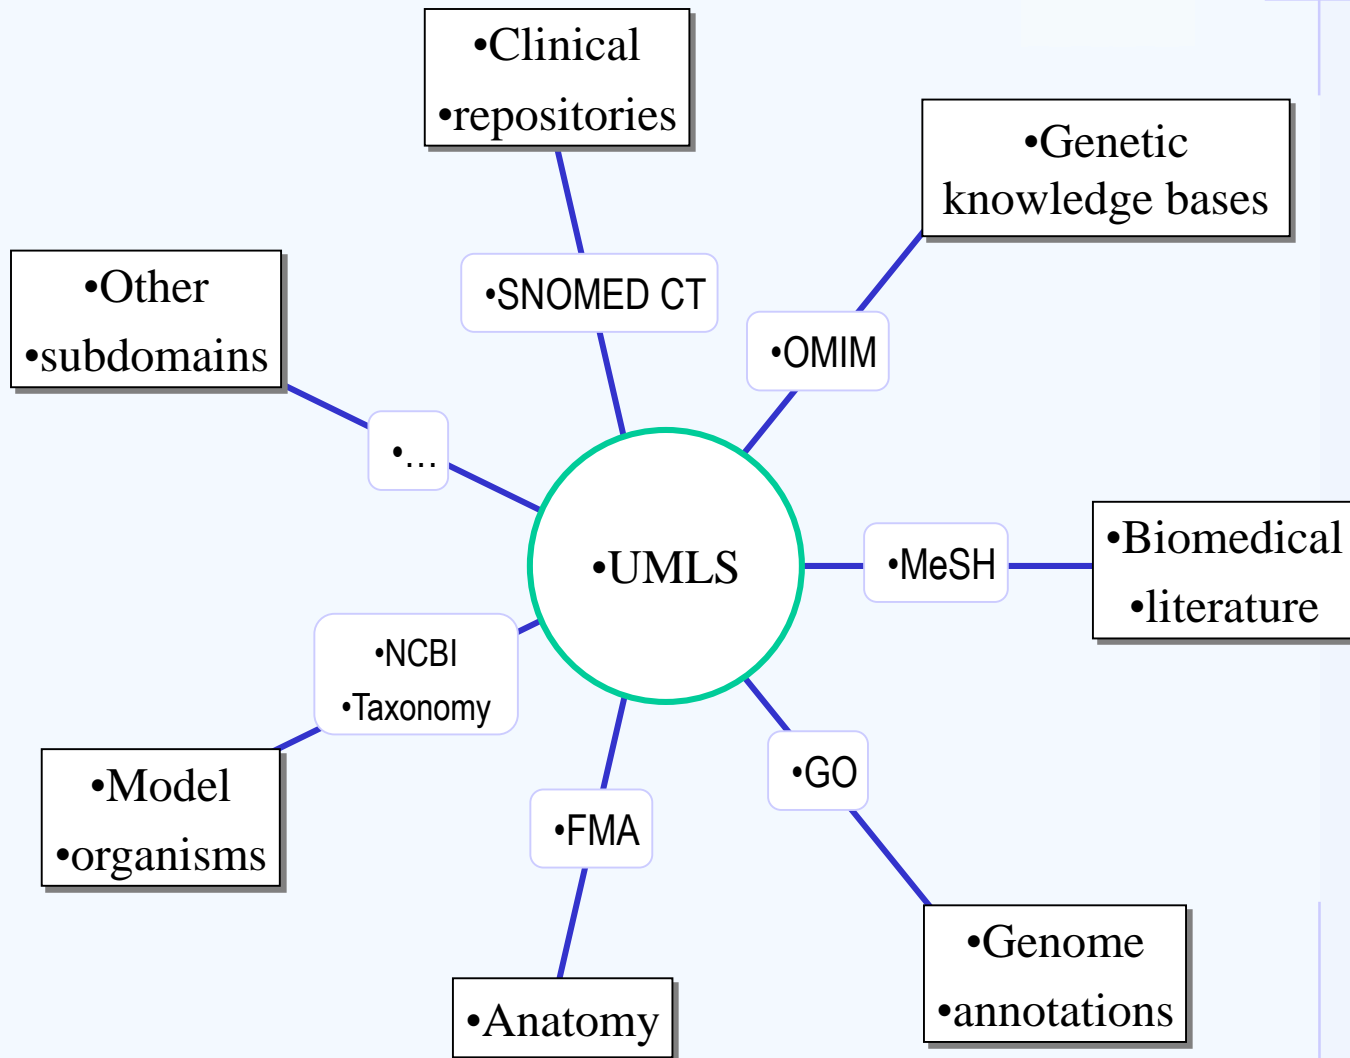 •Clinical
•repositories
•Genetic
knowledge bases
•SNOMED CT
•Other
•subdomains
•OMIM
•…
•UMLS
•MeSH
•Biomedical
•literature
•NCBI
•Taxonomy
•Model
•organisms
•GO
•FMA
•Genome
•annotations
•Anatomy